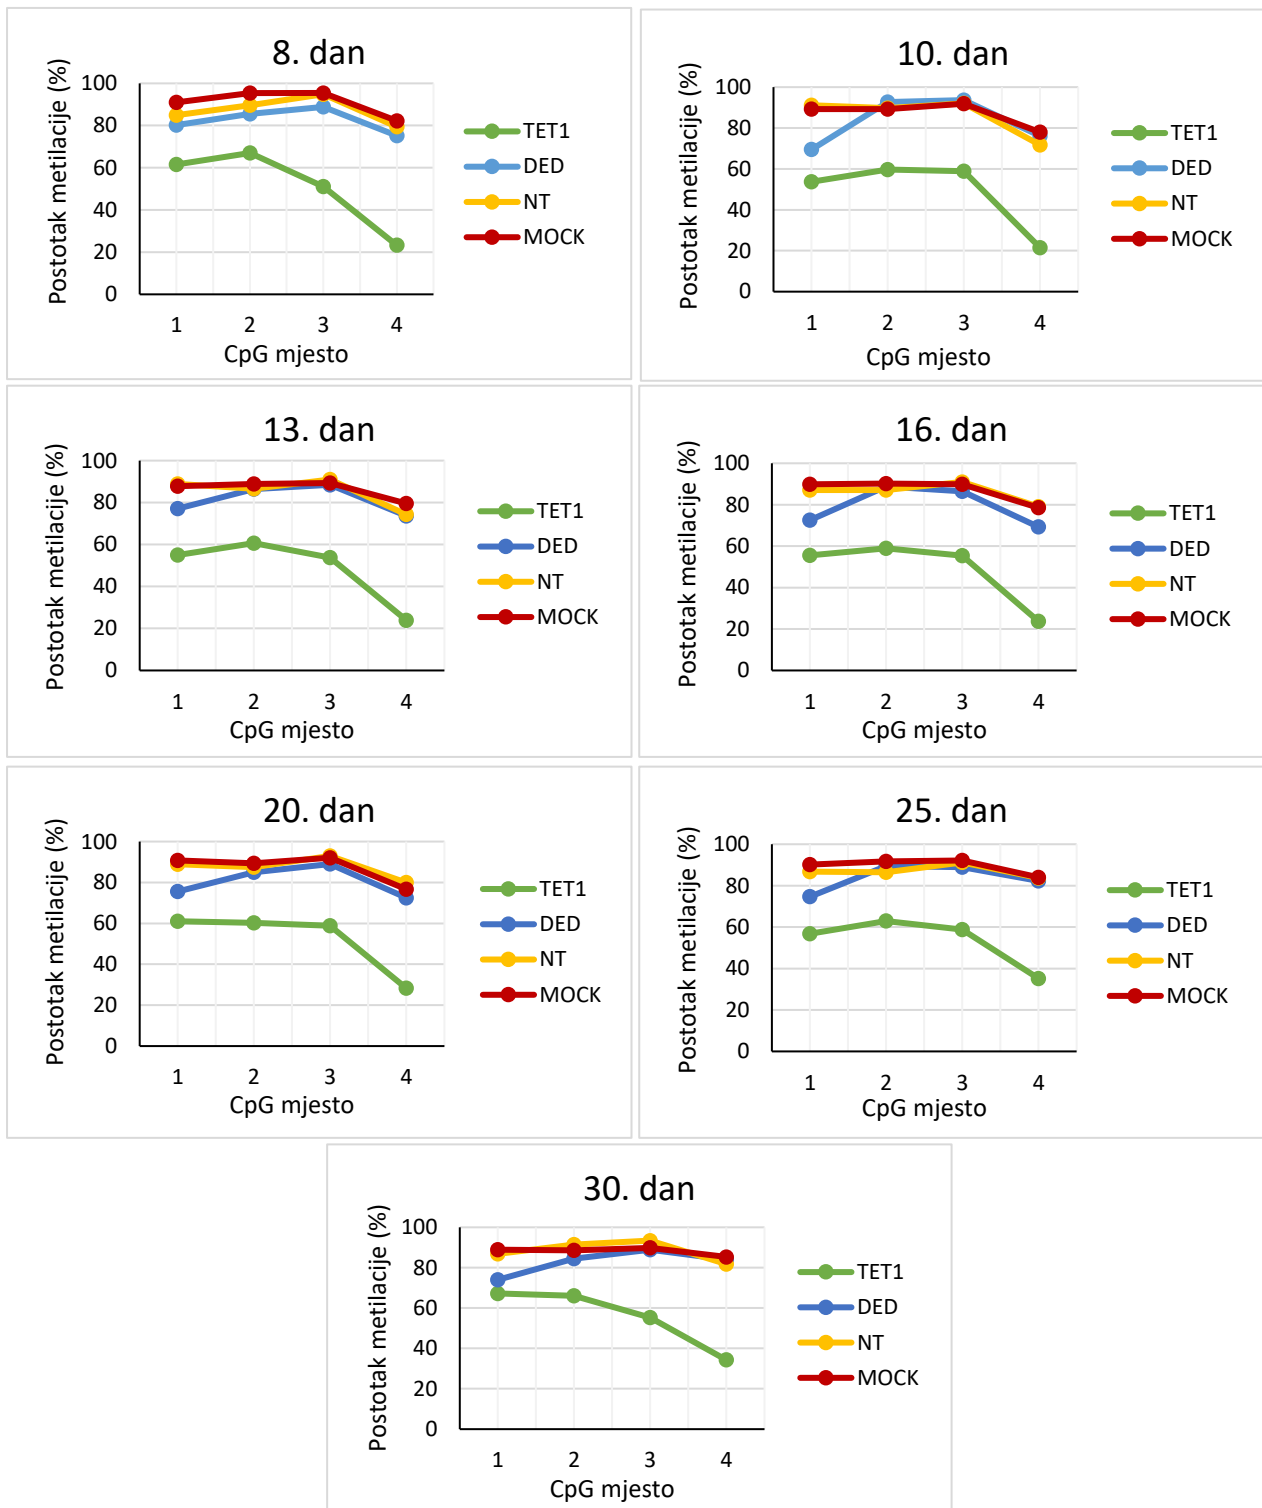 8. dan
Postotak metilacije (%)
100
80
60
40
20
0
1 2 3 4
CpG mjesto
TET1
DED
NT
MOCK
10. dan
Postotak metilacije (%)
100
80
60
40
20
0
1 2 3 4
CpG mjesto
TET1
DED
NT
MOCK
13. dan
Postotak metilacije (%)
100
80
60
40
20
0
1 2 3 4
CpG mjesto
TET1
DED
NT
MOCK
16. dan
Postotak metilacije (%)
100
80
60
40
20
0
1 2 3 4
CpG mjesto
TET1
DED
NT
MOCK
20. dan
Postotak metilacije (%)
100
80
60
40
20
0
1 2 3 4
CpG mjesto
TET1
DED
NT
MOCK
25. dan
Postotak metilacije (%)
100
80
60
40
20
0
1 2 3 4
CpG mjesto
TET1
DED
NT
MOCK
30. dan
Postotak metilacije (%)
100
80
60
40
20
0
1 2 3 4
CpG mjesto
TET1
DED
NT
MOCK